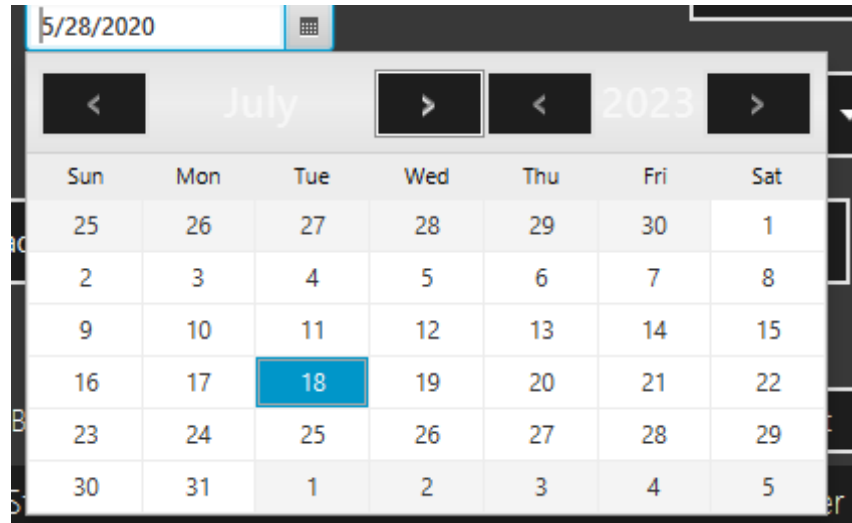 5/28/2020
< July > < 2023 >
Sun Mon Tue Wed Thu Fri Sat
25 26 27 28 29 30 1
2 3 4 5 6 7 8
9 10 11 12 13 14 15
16 17 18 19 20 21 22
23 24 25 26 27 28 29
30 31 1 2 3 4 5